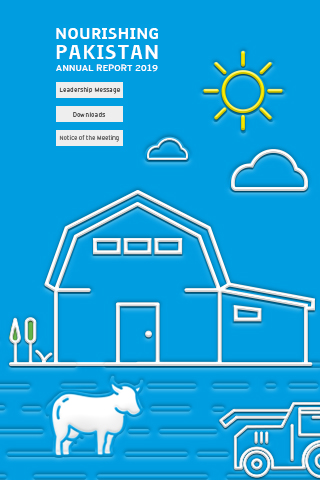 NOURISHING
PAKISTAN
ANNUAL REPORT 2019
Leadership Message
Downloads
Notice of the Meeting